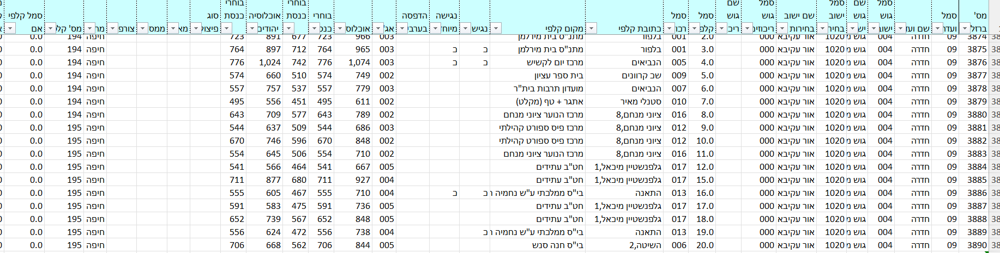 סמל שם סמל סמל שם בוחרי בוחרי
מס' סמל גוש גוש ישוב שם ישוב גוש גוש סמל סמל נגישה הדפסה בוחרי כנסת אוכלוסיה כנסת סוג סמל קלפי
ברזל ועד שם ועד ישוב יש בחיר בחירות ריכוזים ריכ רכו קלפ כתובת קלפי מקום קלפי נגיש מיוח בערבי אג' אוכלוס כנס יהודים פיצול מא ממס צורפ מח מס' קל אם
3874 09 חדרה 004 גוש מ 1020 אור עקיבא 000 001 2.0 בלפור מתנ"ס בית מירלמן 003 966 723 677 891 723 חיפה 194 0.0
38 3875 09 חדרה 004 גוש מ 1020 אור עקיבא 000 001 3.0 בלפור מתנ"ס בית מירלמן כ כ 003 965 764 712 897 764 חיפה 194 0.0
38 3876 09 חדרה 004 גוש מ 1020 אור עקיבא 000 005 4.0 הנביאים מרכז יום לקשיש כ כ 003 1,074 776 742 1,024 776 חיפה 194 0.0
38 3877 09 חדרה 004 גוש מ 1020 אור עקיבא 000 009 5.0 שכ קרוונים בית ספר עציון 002 749 574 510 660 574 חיפה 194 0.0
38 3878 09 חדרה 004 גוש מ 1020 אור עקיבא 000 007 6.0 הנביאים מועדון תרבות בית"ר 003 779 557 537 757 557 חיפה 194 0.0
38 3879 09 חדרה 004 גוש מ 1020 אור עקיבא 000 010 7.0 סטנלי מאיר אתגר + טף (מקלט) 002 611 495 451 556 495 חיפה 194 0.0
38 3880 09 חדרה 004 גוש מ 1020 אור עקיבא 000 016 8.0 ציוני מנחם,8 מרכז הנוער ציוני מנחם 002 789 643 577 709 643 חיפה 194 0.0
38 3881 09 חדרה 004 גוש מ 1020 אור עקיבא 000 012 9.0 ציוני מנחם,8 מרכז פיס ספורט קהילתי 003 686 544 509 637 544 חיפה 195 0.0
38 3882 09 חדרה 004 גוש מ 1020 אור עקיבא 000 012 10.0 ציוני מנחם,8 מרכז פיס ספורט קהילתי 002 848 670 596 746 670 חיפה 195 0.0
38 3883 09 חדרה 004 גוש מ 1020 אור עקיבא 000 016 11.0 ציוני מנחם,8 מרכז הנוער ציוני מנחם 002 710 554 506 645 554 חיפה 195 0.0
38 3884 09 חדרה 004 גוש מ 1020 אור עקיבא 000 017 12.0 גלפנשטיין מיכאל,1 חט"ב עתידים 005 667 541 464 566 541 חיפה 195 0.0
38 3885 09 חדרה 004 גוש מ 1020 אור עקיבא 000 017 15.0 גלפנשטיין מיכאל,1 חט"ב עתידים 004 927 711 680 877 711 חיפה 195 0.0
38 3886 09 חדרה 004 גוש מ 1020 אור עקיבא 000 013 16.0 התאנה בי"ס ממלכתי ע"ש נחמיה כ כ 004 710 555 467 605 555 חיפה 195 0.0
38 3887 09 חדרה 004 גוש מ 1020 אור עקיבא 000 017 17.0 גלפנשטיין מיכאל,1 חט"ב עתידים 005 736 591 475 583 591 חיפה 195 0.0
38 3888 09 חדרה 004 גוש מ 1020 אור עקיבא 000 017 18.0 גלפנשטיין מיכאל,1 חט"ב עתידים 005 848 652 567 739 652 חיפה 195 0.0
38 3889 09 חדרה 004 גוש מ 1020 אור עקיבא 000 013 19.0 התאנה בי"ס ממלכתי ע"ש נחמיה כ 004 738 556 472 624 556 חיפה 195 0.0
38 3890 09 חדרה 004 גוש מ 1020 אור עקיבא 000 006 20.0 השיטה,2 בי"ס חנה סנש 005 844 706 562 668 706 חיפה 195 0.0